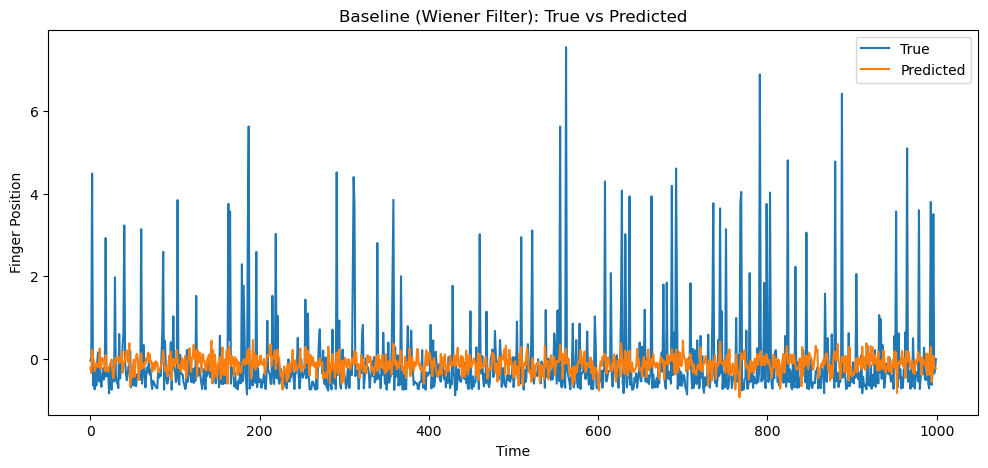 Baseline (Wiener Filter): True vs Predicted
True
Predicted
Finger Position
6
4
2
0
0
200
400
600
800
1000
Time